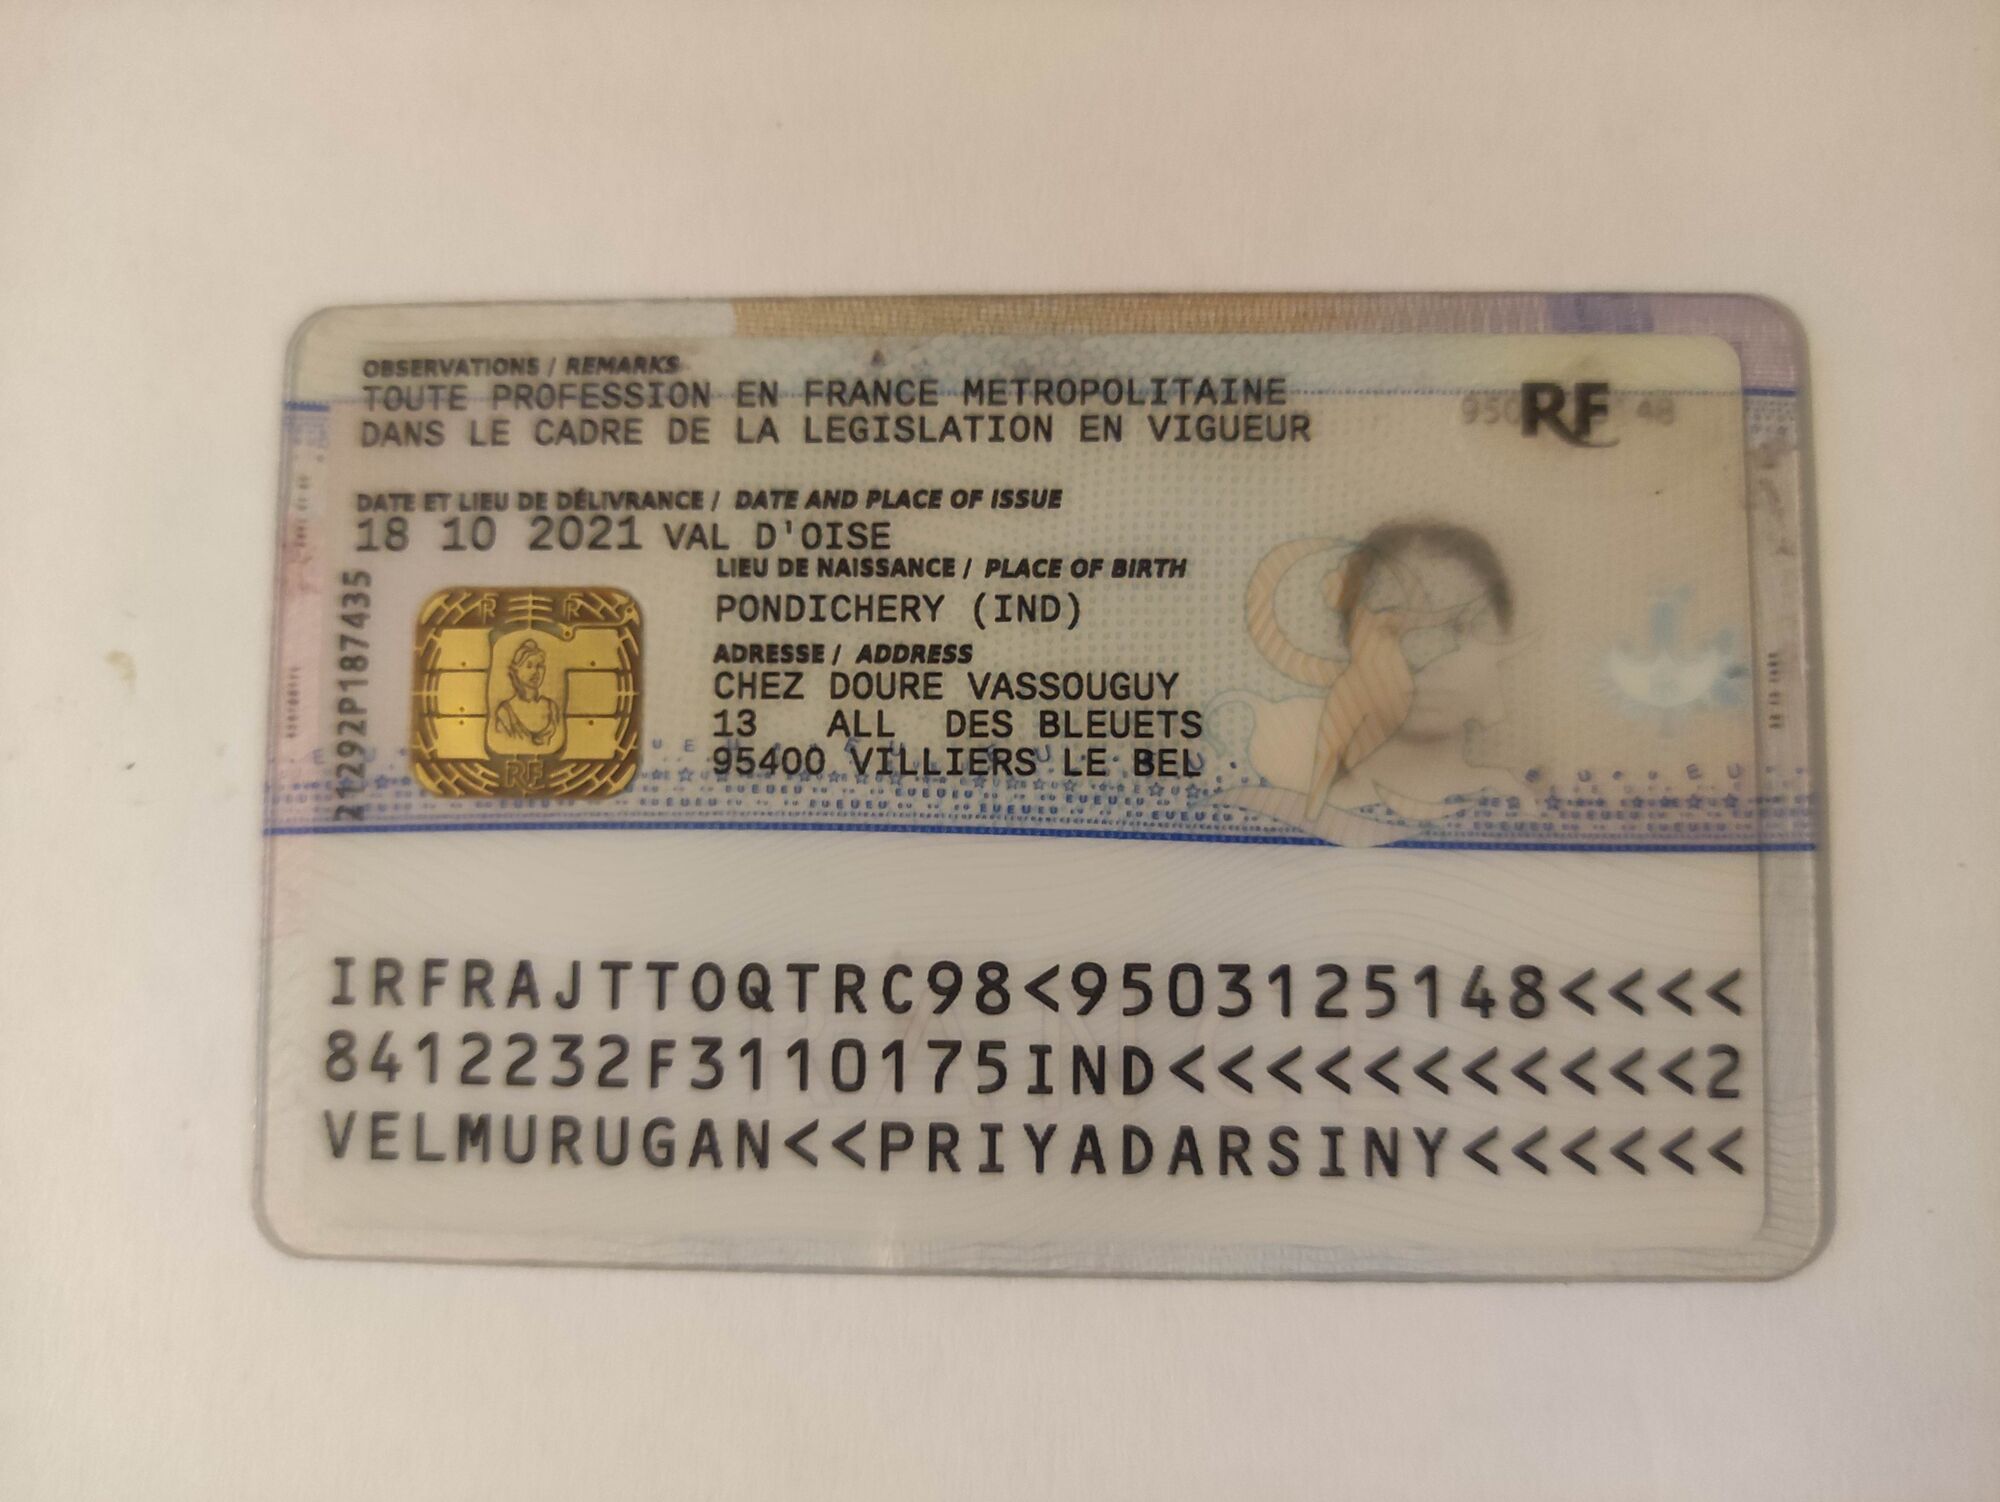 OBSERVATIONS / REMARKS
TOUTE PROFESSION EN FRANCE METROPOLITAINE
DANS LE CADRE DE LA LEGISLATION EN VIGUEUR
RF
DATE ET LIEU DE DÉLIVRANCE / DATE AND PLACE OF ISSUE
18 10 2021 VAL D'OISE
LIEU DE NAISSANCE / PLACE OF BIRTH
PONDICHERY (IND)
ADRESSE / ADDRESS
CHEZ DOURE VASSOUGUY
13 ALL DES BLEUETS
95400 VILLIERS LE BEL
21292P1874435
IRFRAJTTOQTRC98<9503125148<<<<
8412232F3110175IND<<<<<<<<<<<2
VELMURUGAN<<PRIYADARSINY<<<<<<